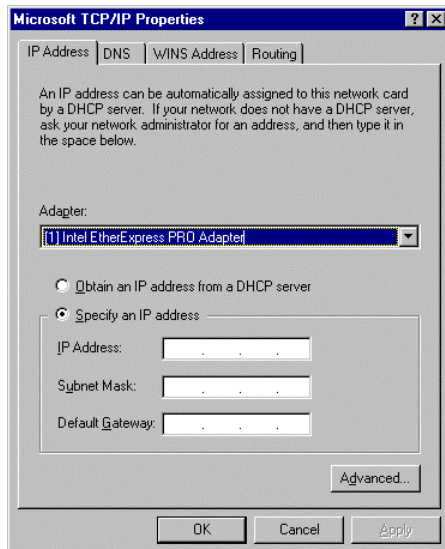 Microsoft TCP/IP Properties
IP Address DNS WINS Address Routing
An IP address can be automatically assigned to this network card
by a DHCP server. If your network does not have a DHCP server,
ask your network administrator for an address, and then type it in
the space below.
Adapter:
[1] Intel EtherExpress PRO Adapter
Obtain an IP address from a DHCP server
Specify an IP address
IP Address:
Subnet Mask:
Default Gateway:
Advanced...
OK Cancel Apply